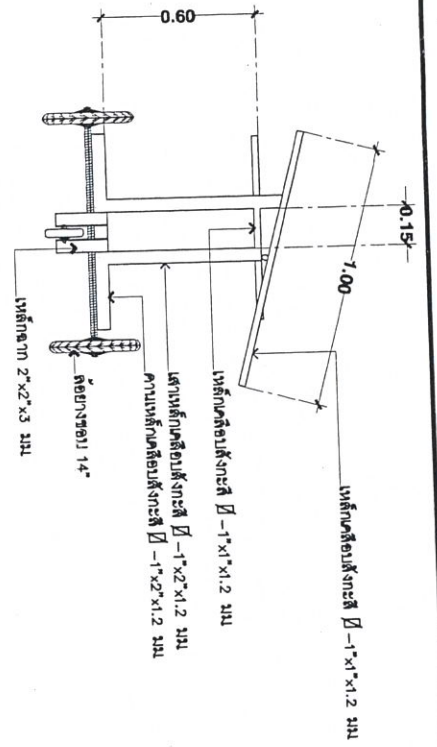 0.60
0.15
1.00
เหล็กเคลือบสังกะสี ⍁ -1"x1"x1.2 มม
เหล็กเคลือบสังกะสี ⍁ -1"x1"x1.2 มม
เสาเหล็กเคลือบสังกะสี ⍁ -1"x2"x1.2 มม
คานเหล็กเคลือบสังกะสี ⍁ -1"x2"x1.2 มม
ล้อยางขอบ 14"
เหล็กฉาก 2"x2"x3 มม